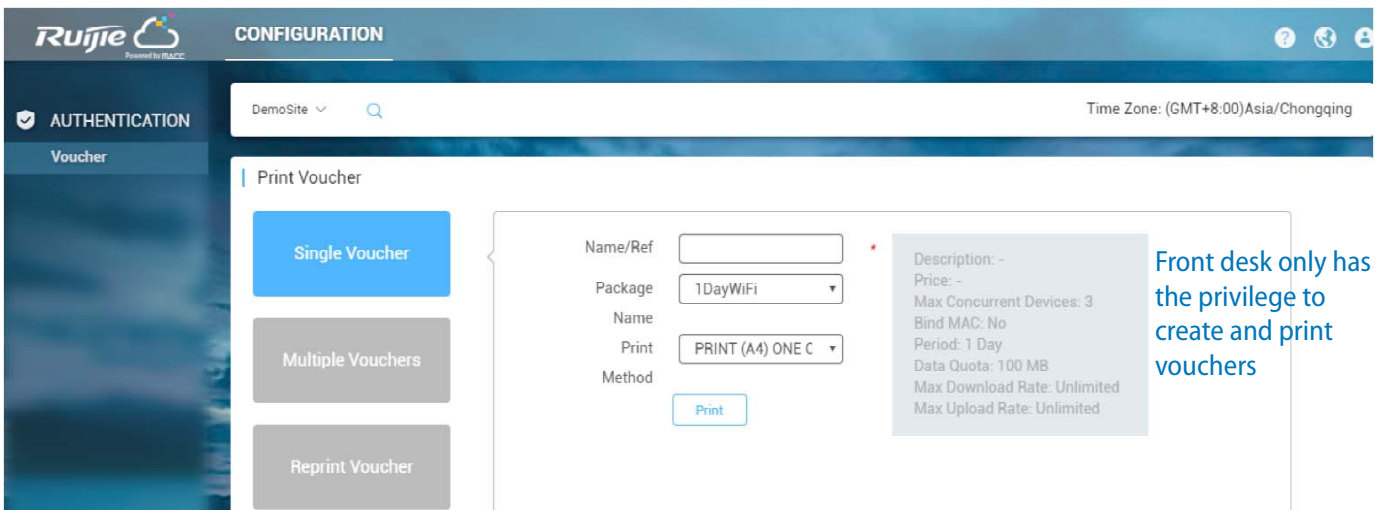 Ruijie
Powered by MACC
CONFIGURATION
AUTHENTICATION
Voucher
DemoSite
Time Zone: (GMT+8:00)Asia/Chongqing
Print Voucher
Single Voucher
Multiple Vouchers
Reprint Voucher
Name/Ref
*
Package
Name
1DayWiFi
Print
Method
PRINT (A4) ONE C
Print
Description: -
Price: -
Max Concurrent Devices: 3
Bind MAC: No
Period: 1 Day
Data Quota: 100 MB
Max Download Rate: Unlimited
Max Upload Rate: Unlimited
Front desk only has
the privilege to
create and print
vouchers